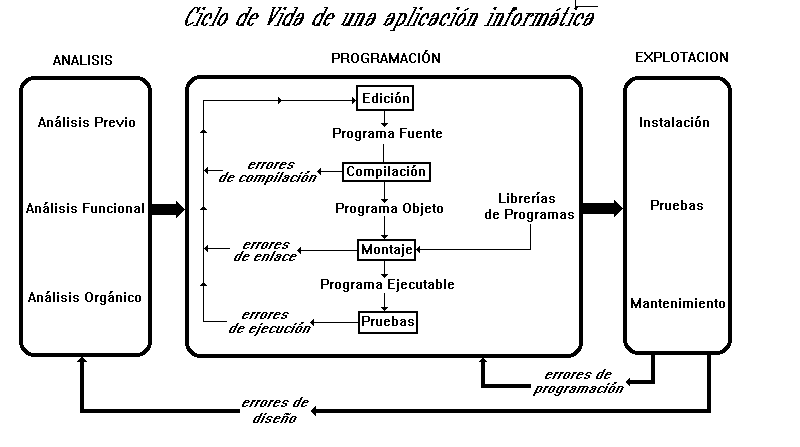 Ciclo de Vida de una aplicación informática
ANALISIS
PROGRAMACIÓN
EXPLOTACION
Análisis Previo
Análisis Funcional
Análisis Orgánico
Edición
Programa Fuente
errores
de compilación
Compilación
Programa Objeto
Librerías
de Programas
errores
de enlace
Montaje
Programa Ejecutable
errores
de ejecución
Pruebas
Instalación
Pruebas
Mantenimiento
errores de
programación
errores de
diseño